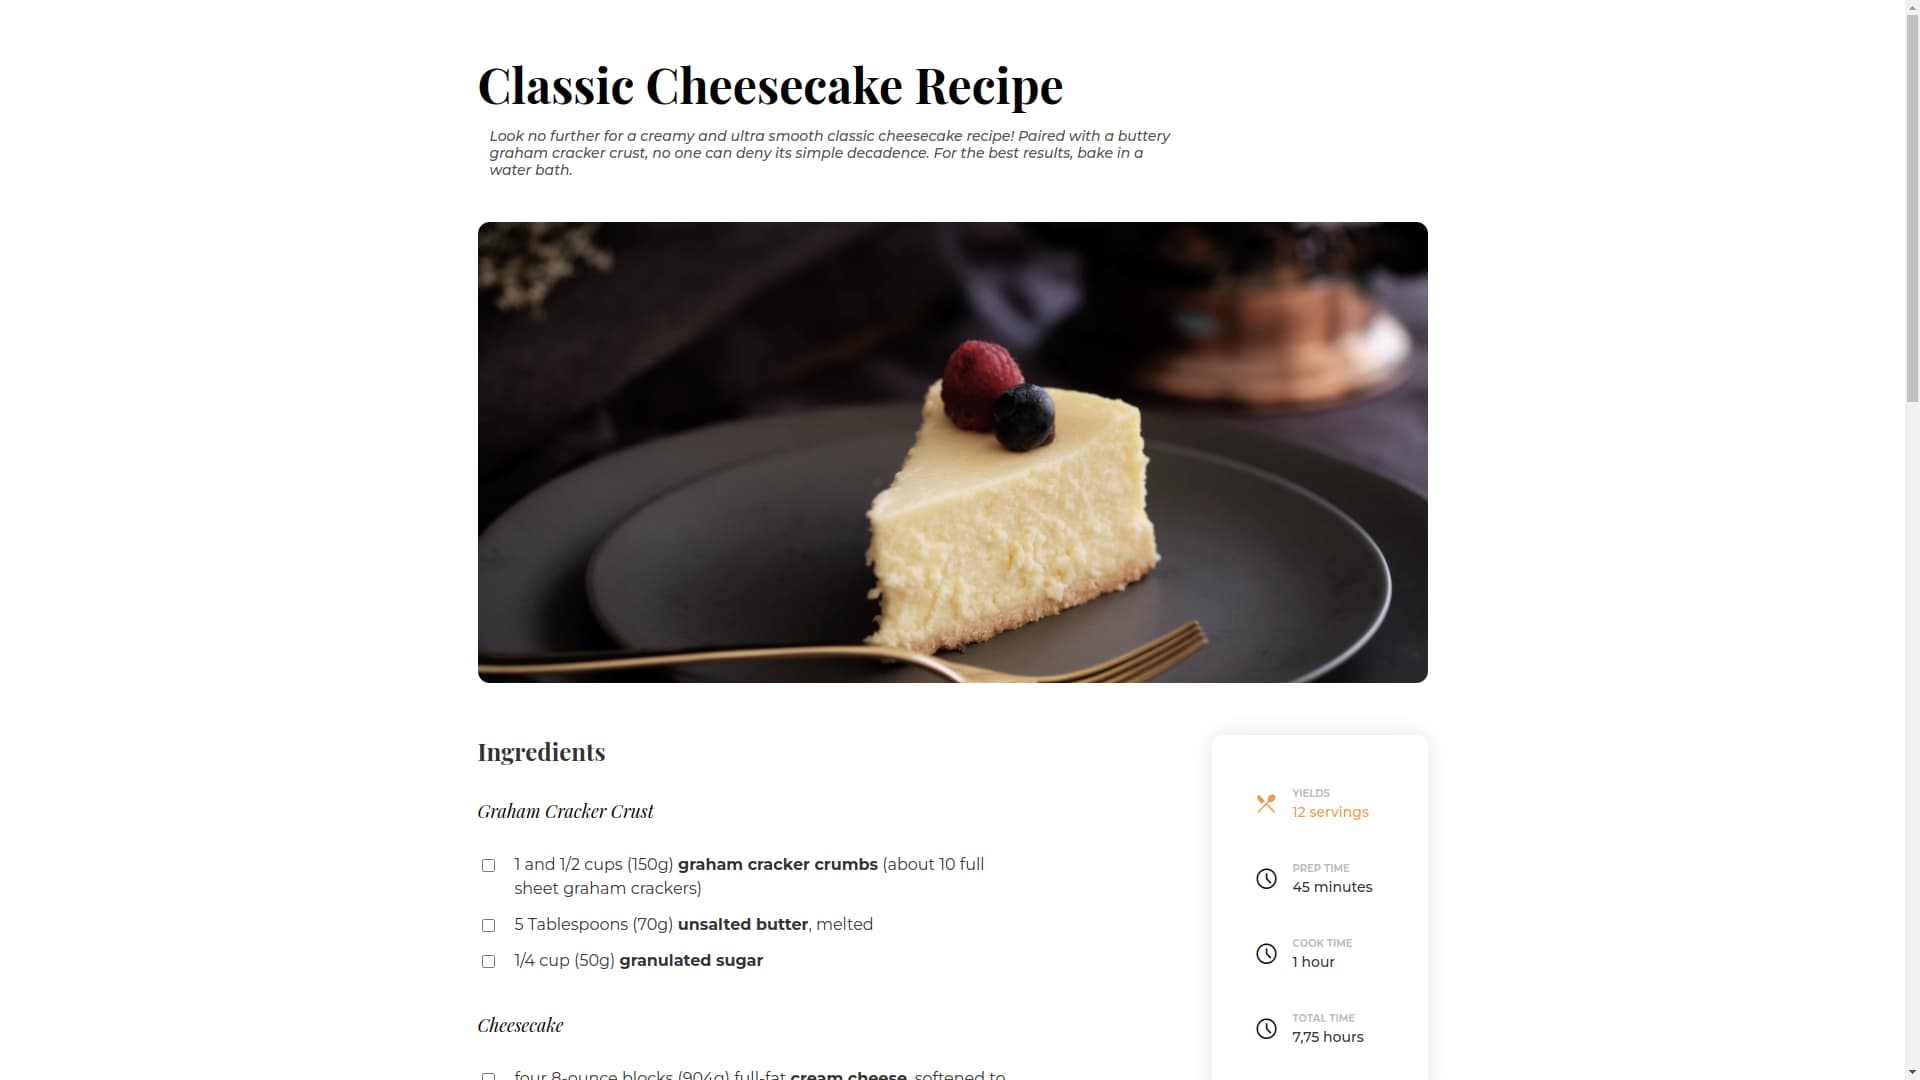 Classic Cheesecake Recipe
Look no further for a creamy and ultra smooth classic cheesecake recipe! Paired with a buttery
graham cracker crust, no one can deny its simple decadence. For the best results, bake in a
water bath.
Ingredients
Graham Cracker Crust
1 and 1/2 cups (150g) graham cracker crumbs (about 10 full
sheet graham crackers)
5 Tablespoons (70g) unsalted butter, melted
1/4 cup (50g) granulated sugar
Cheesecake
four 8-ounce blocks (904g) full-fat cream cheese, softened to
YIELDS
12 servings
PREP TIME
45 minutes
COOK TIME
1 hour
TOTAL TIME
7,75 hours